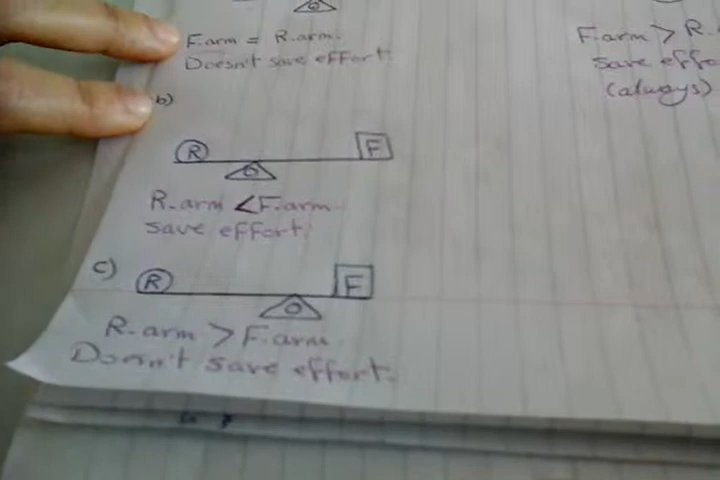 O
F.arm = R.arm.
Doesn't save effort.
F.arm > R.
save effo
(always)
b)
R
F
O
R.arm < F.arm.
save effort.
c)
R
F
O
R.arm > F.arm
Doesn't save effort.